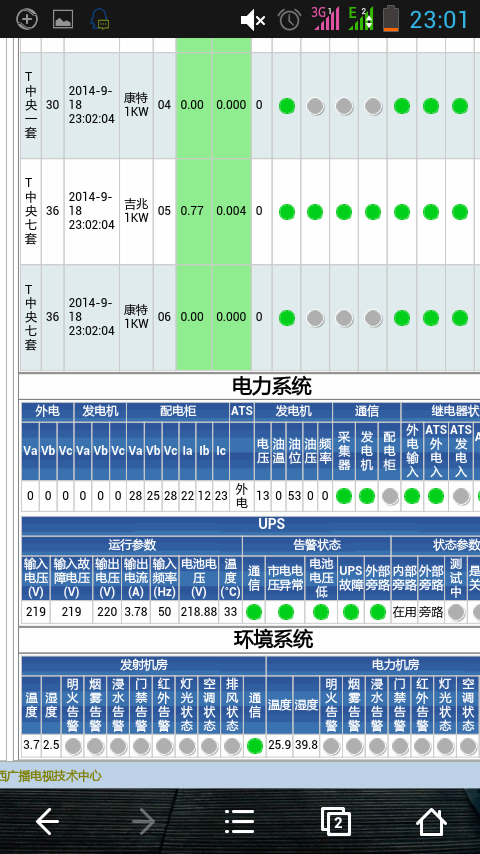 3G E 2 23:01
T中央一套 30 2014-9-18 23:02:04 康特1KW 04 0.00 0.000 0
T中央七套 36 2014-9-18 23:02:04 吉兆1KW 05 0.77 0.004 0
T中央七套 36 2014-9-18 23:02:04 康特1KW 06 0.00 0.000 0
电力系统
外电 发电机 配电柜 ATS 发电机 通信 继电器状
Va Vb Vc Va Vb Vc Va Vb Vc Ia Ib Ic 电压 油温 油位 油压 频率 采集器 发电机 配电柜 外电输入 ATS外电入 ATS发电入
0 0 0 0 0 0 28 25 28 22 12 23 外电 13 0 53 0 0
UPS
运行参数 告警状态 状态参数
输入电压(V) 输入故障电压(V) 输出电压(V) 输出电流(A) 输入频率(Hz) 电池电压(V) 温度(°C) 通信 市电电压异常 电池电压低 UPS故障 外部旁路 内部旁路 外部旁路 测试中 是 关
219 219 220 3.78 50 218.88 33 在用 旁路
环境系统
发射机房 电力机房
温度 湿度 明火告警 烟雾告警 浸水告警 门禁告警 红外告警 灯光状态 空调状态 排风状态 通信 温度 湿度 明火告警 烟雾告警 浸水告警 门禁告警 红外告警 灯光状态 空调状态
3.7 2.5 25.9 39.8
西广播电视技术中心
2